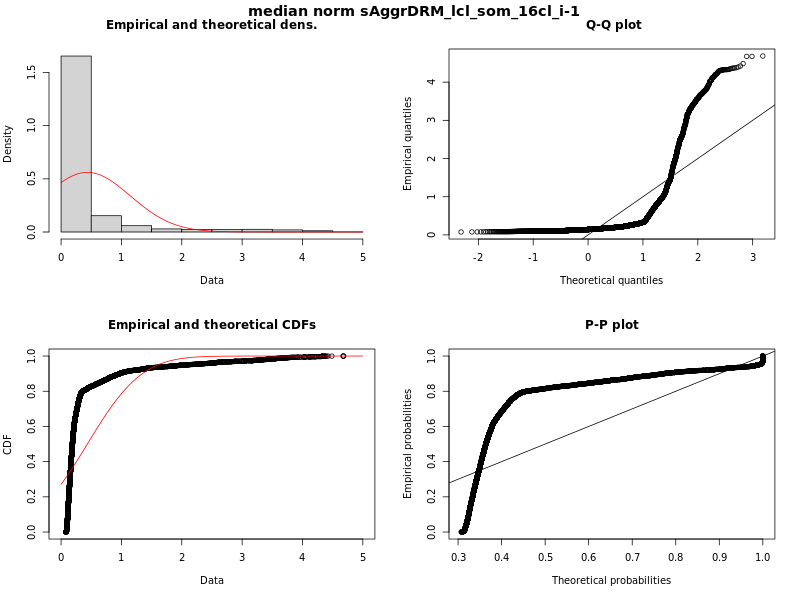 median norm sAggrDRM_lcl_som_16cl_i-1
Empirical and theoretical dens.
Density
0.0 0.5 1.0 1.5
0 1 2 3 4 5
Data
Q-Q plot
Empirical quantiles
0 1 2 3 4
-2 -1 0 1 2 3
Theoretical quantiles
Empirical and theoretical CDFs
CDF
0.0 0.2 0.4 0.6 0.8 1.0
0 1 2 3 4 5
Data
P-P plot
Empirical probabilities
0.0 0.2 0.4 0.6 0.8 1.0
0.3 0.4 0.5 0.6 0.7 0.8 0.9 1.0
Theoretical probabilities